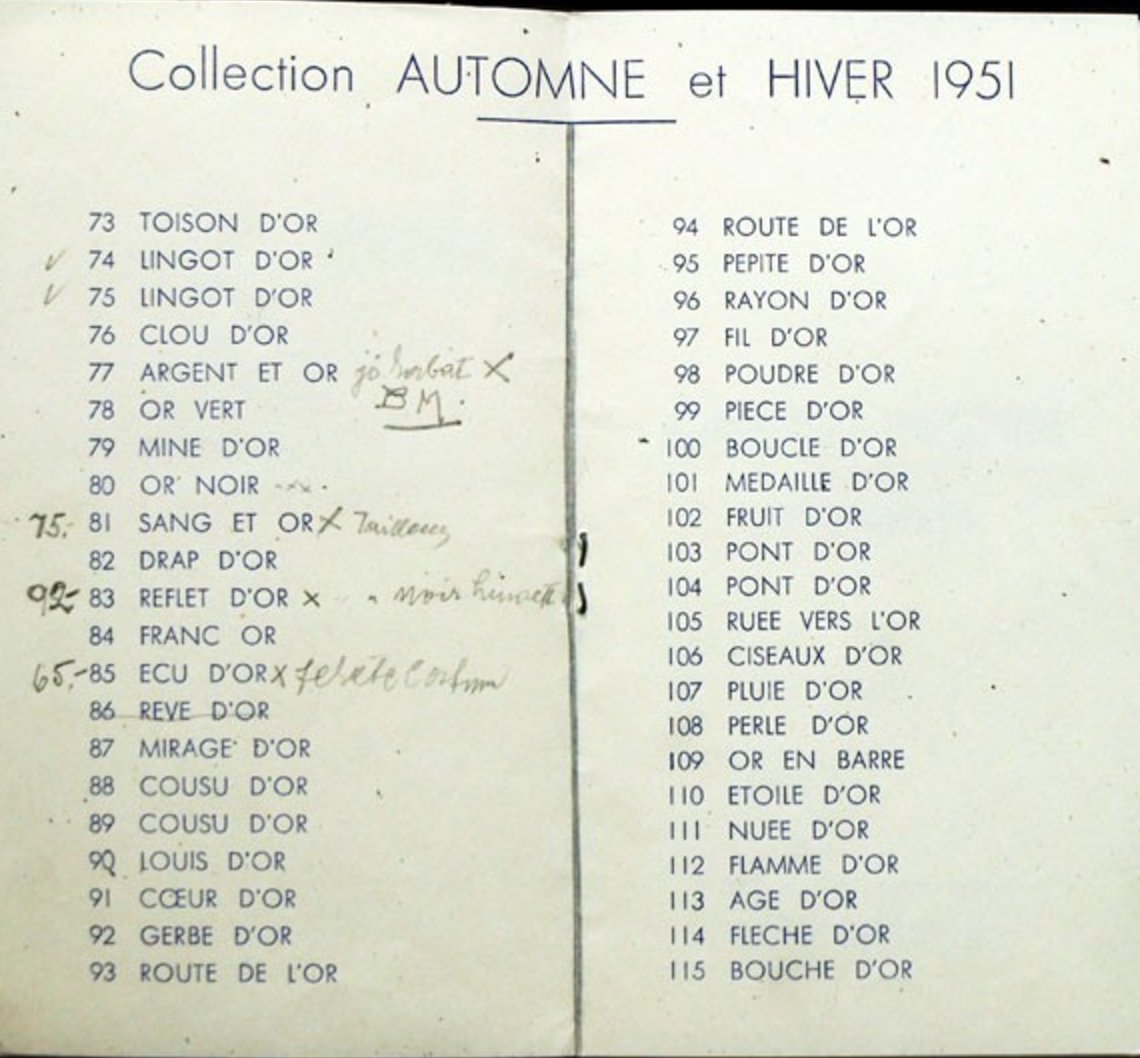 Collection AUTOMNE et HIVER 1951
73 TOISON D'OR
74 LINGOT D'OR
75 LINGOT D'OR
76 CLOU D'OR
77 ARGENT ET OR
BM.
78 OR VERT
79 MINE D'OR
80 OR NOIR
75.- 81 SANG ET OR X
82 DRAP D'OR
92.- 83 REFLET D'OR X noir
84 FRANC OR
65.- 85 ECU D'OR X
86 REVE D'OR
87 MIRAGE D'OR
88 COUSU D'OR
89 COUSU D'OR
90 LOUIS D'OR
91 CŒUR D'OR
92 GERBE D'OR
93 ROUTE DE L'OR
94 ROUTE DE L'OR
95 PEPITE D'OR
96 RAYON D'OR
97 FIL D'OR
98 POUDRE D'OR
99 PIECE D'OR
100 BOUCLE D'OR
101 MEDAILLE D'OR
102 FRUIT D'OR
103 PONT D'OR
104 PONT D'OR
105 RUEE VERS L'OR
106 CISEAUX D'OR
107 PLUIE D'OR
108 PERLE D'OR
109 OR EN BARRE
110 ETOILE D'OR
111 NUEE D'OR
112 FLAMME D'OR
113 AGE D'OR
114 FLECHE D'OR
115 BOUCHE D'OR